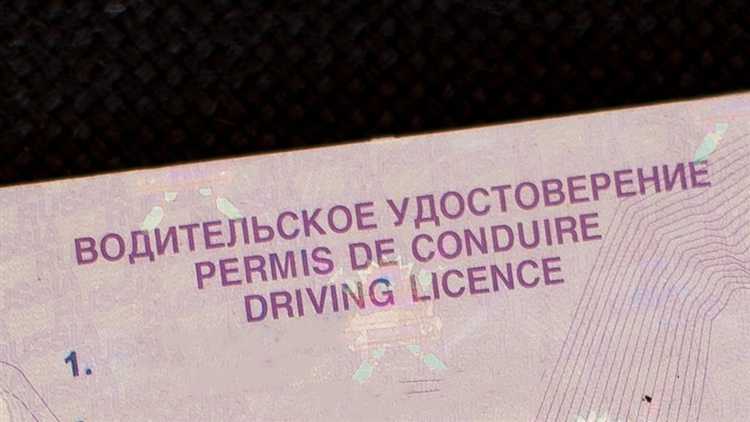 ВОДИТЕЛЬСКОЕ УДОСТОВЕРЕНИЕ
PERMIS DE CONDUIRE
DRIVING LICENCE
1.